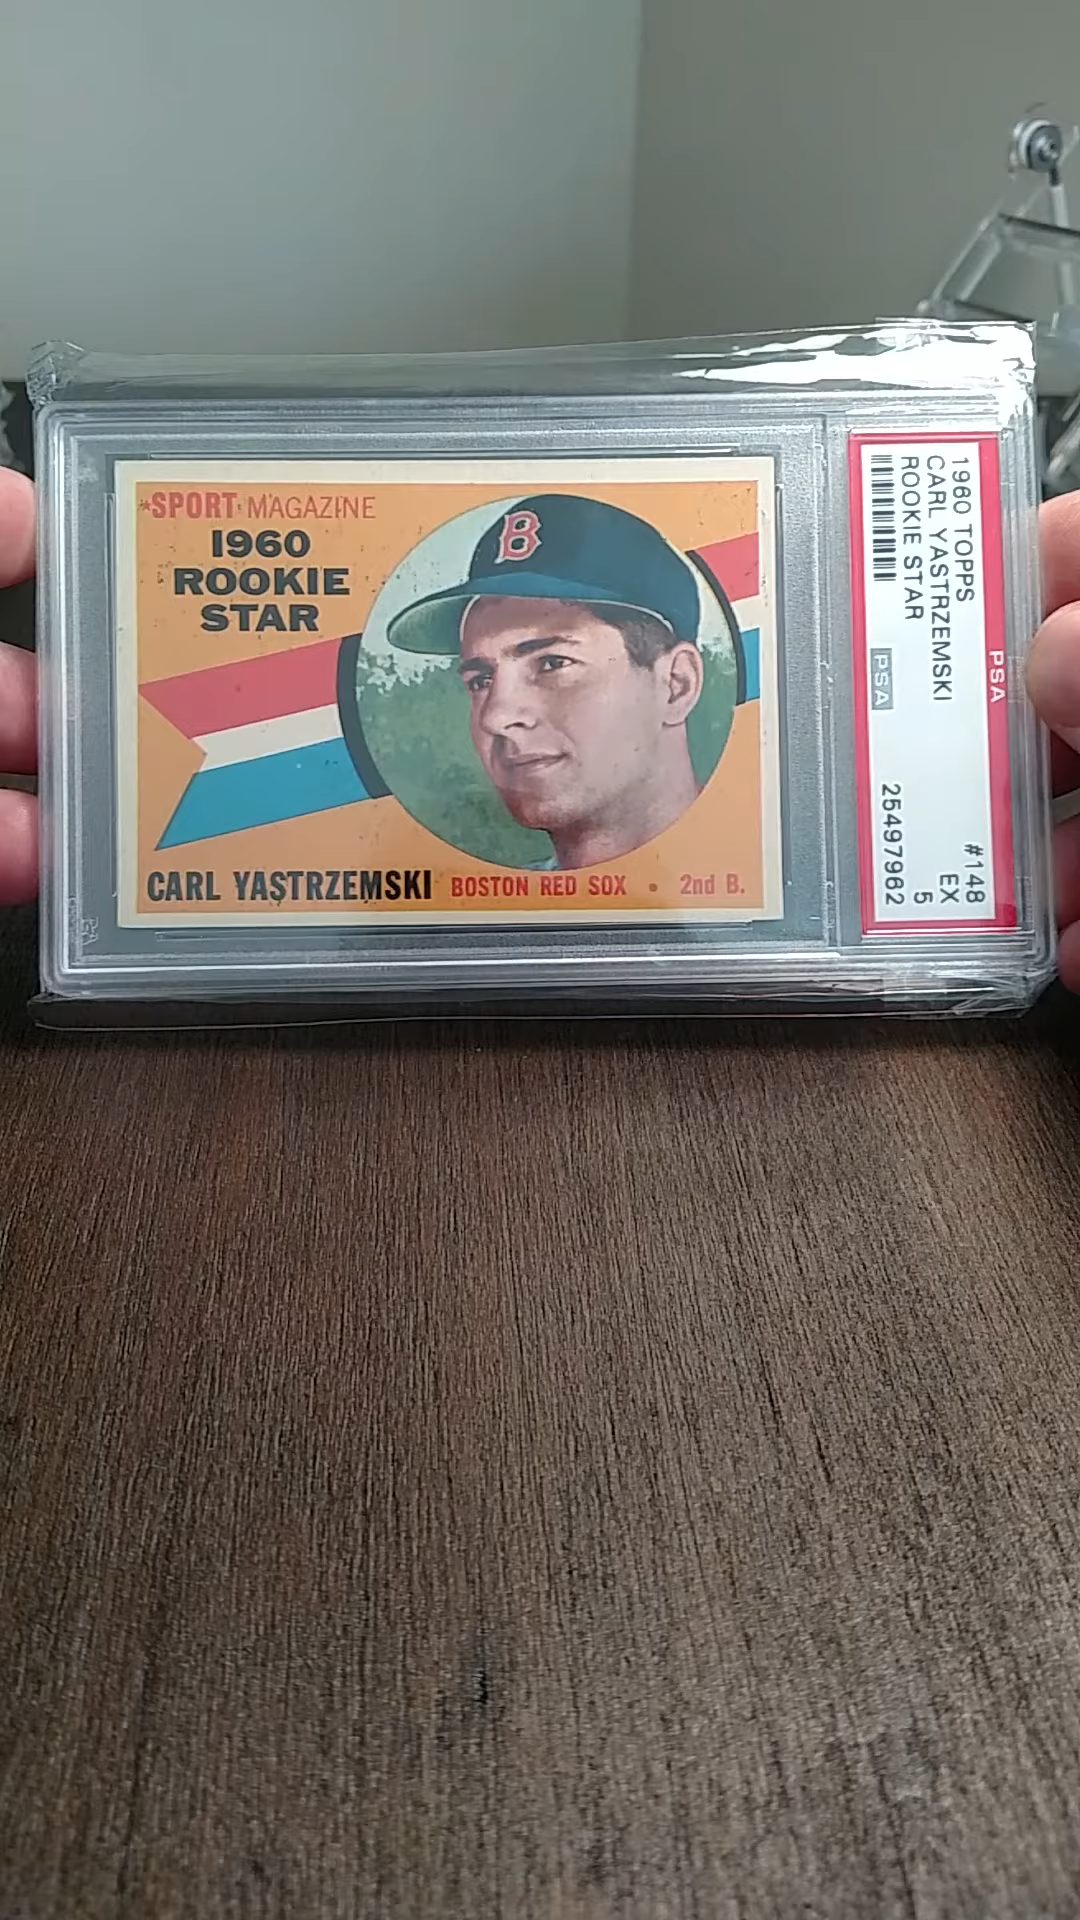 *SPORT MAGAZINE
1960
ROOKIE
STAR
B
CARL YASTRZEMSKI BOSTON RED SOX • 2nd B.
1960 TOPPS #148
CARL YASTRZEMSKI EX
ROOKIE STAR 5
PSA 25497962
PSA